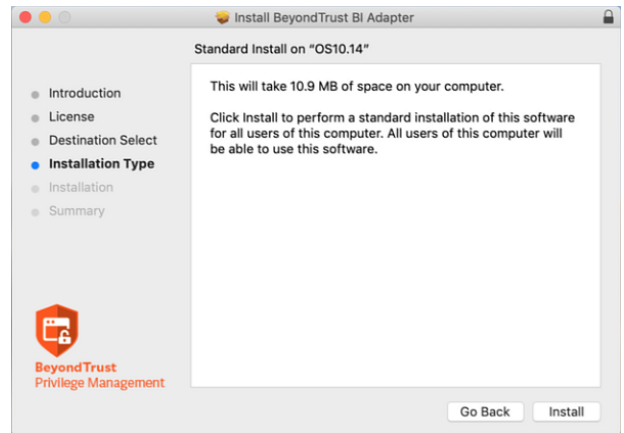 Install BeyondTrust BI Adapter
Standard Install on “OS10.14”
Introduction
License
Destination Select
Installation Type
Installation
Summary
This will take 10.9 MB of space on your computer.
Click Install to perform a standard installation of this software
for all users of this computer. All users of this computer will
be able to use this software.
BeyondTrust
Privilege Management
Go Back
Install